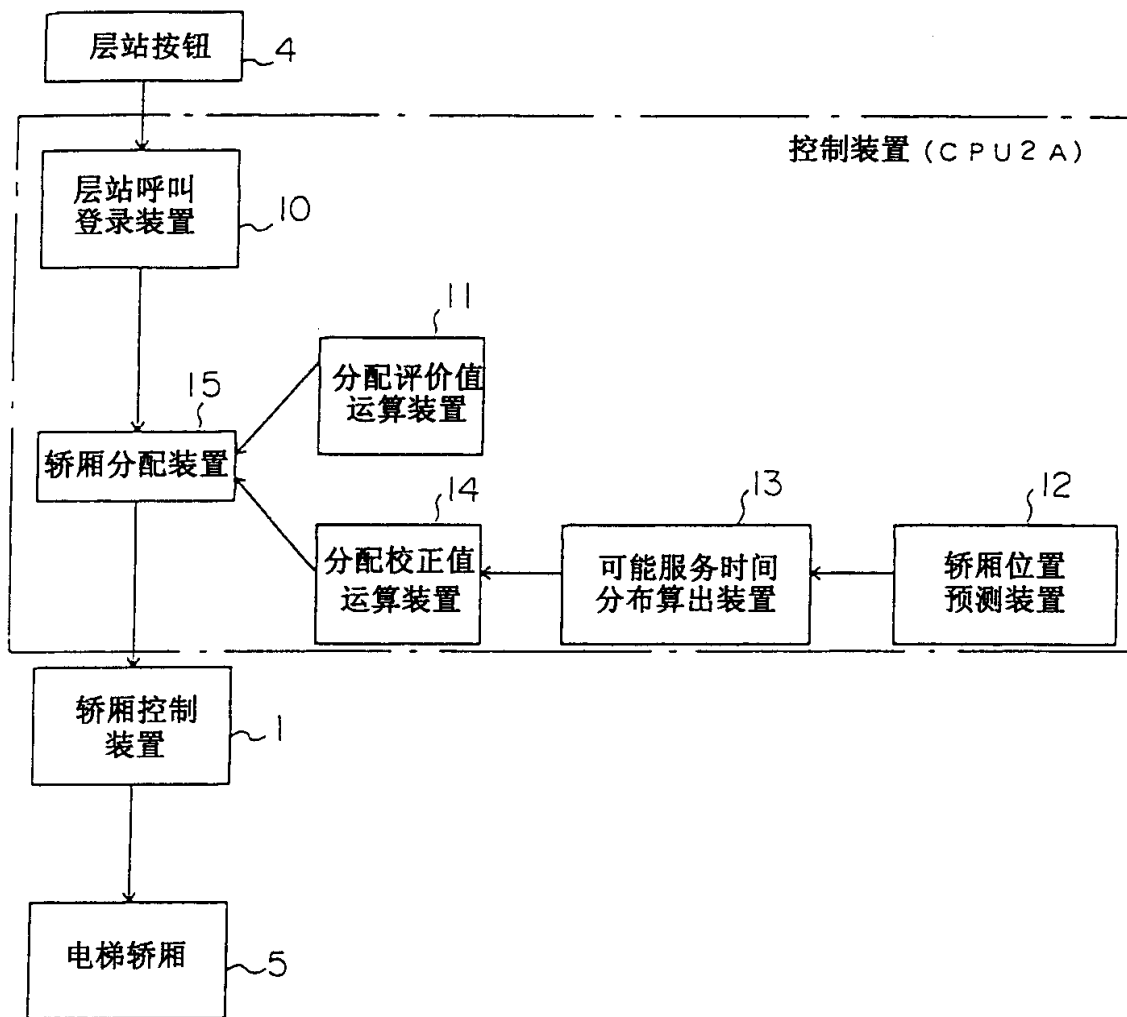 层站按钮
4
控制装置 (CPU2A)
层站呼叫
登录装置
10
11
分配评价值
运算装置
15
轿厢分配装置
14
分配校正值
运算装置
13
可能服务时间
分布算出装置
12
轿厢位置
预测装置
轿厢控制
装置
1
电梯轿厢
5